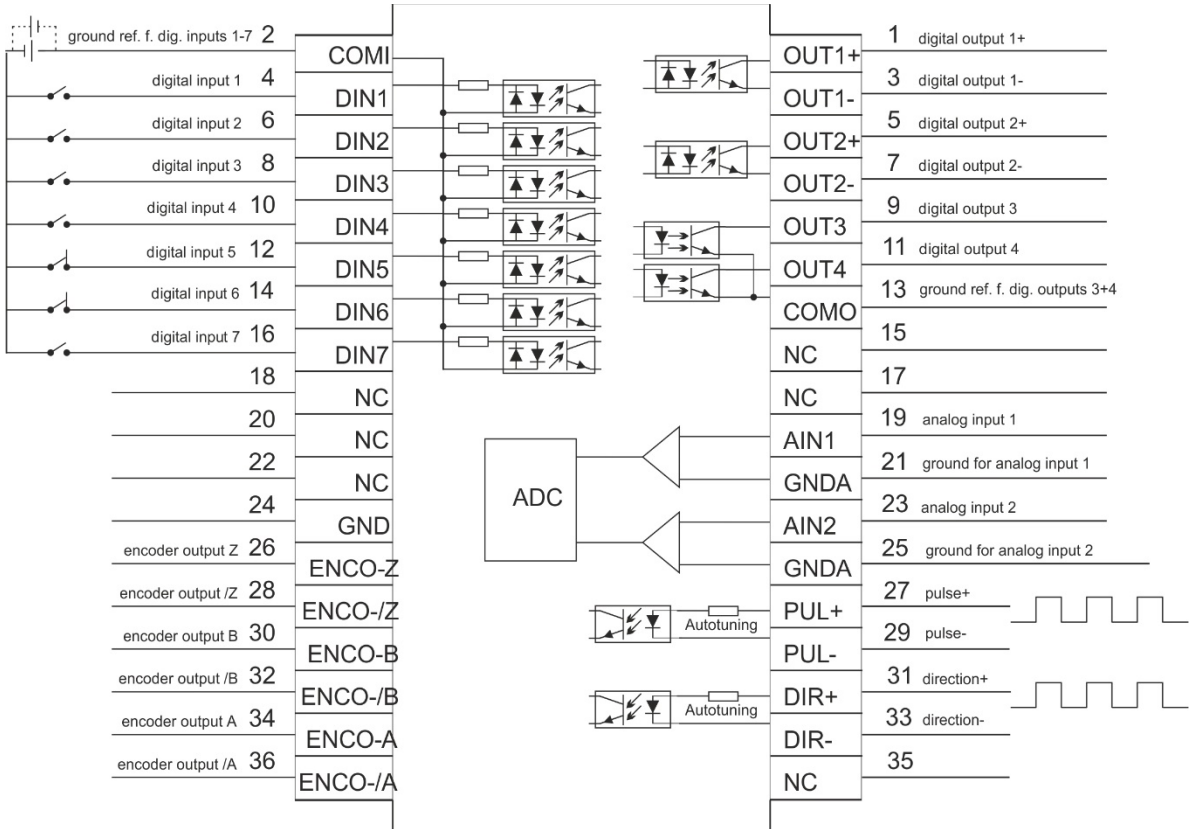 ground ref. f. dig. inputs 1-7 2
COMI
digital input 1 4
DIN1
digital input 2 6
DIN2
digital input 3 8
DIN3
digital input 4 10
DIN4
digital input 5 12
DIN5
digital input 6 14
DIN6
digital input 7 16
DIN7
18
NC
20
NC
22
NC
24
GND
encoder output Z 26
ENCO-Z
encoder output /Z 28
ENCO-/Z
encoder output B 30
ENCO-B
encoder output /B 32
ENCO-/B
encoder output A 34
ENCO-A
encoder output /A 36
ENCO-/A
ADC
Autotuning
Autotuning
1 digital output 1+
OUT1+
3 digital output 1-
OUT1-
5 digital output 2+
OUT2+
7 digital output 2-
OUT2-
9 digital output 3
OUT3
11 digital output 4
OUT4
13 ground ref. f. dig. outputs 3+4
COMO
15
NC
17
NC
19 analog input 1
AIN1
21 ground for analog input 1
GNDA
23 analog input 2
AIN2
25 ground for analog input 2
GNDA
27 pulse+
PUL+
29 pulse-
PUL-
31 direction+
DIR+
33 direction-
DIR-
35
NC